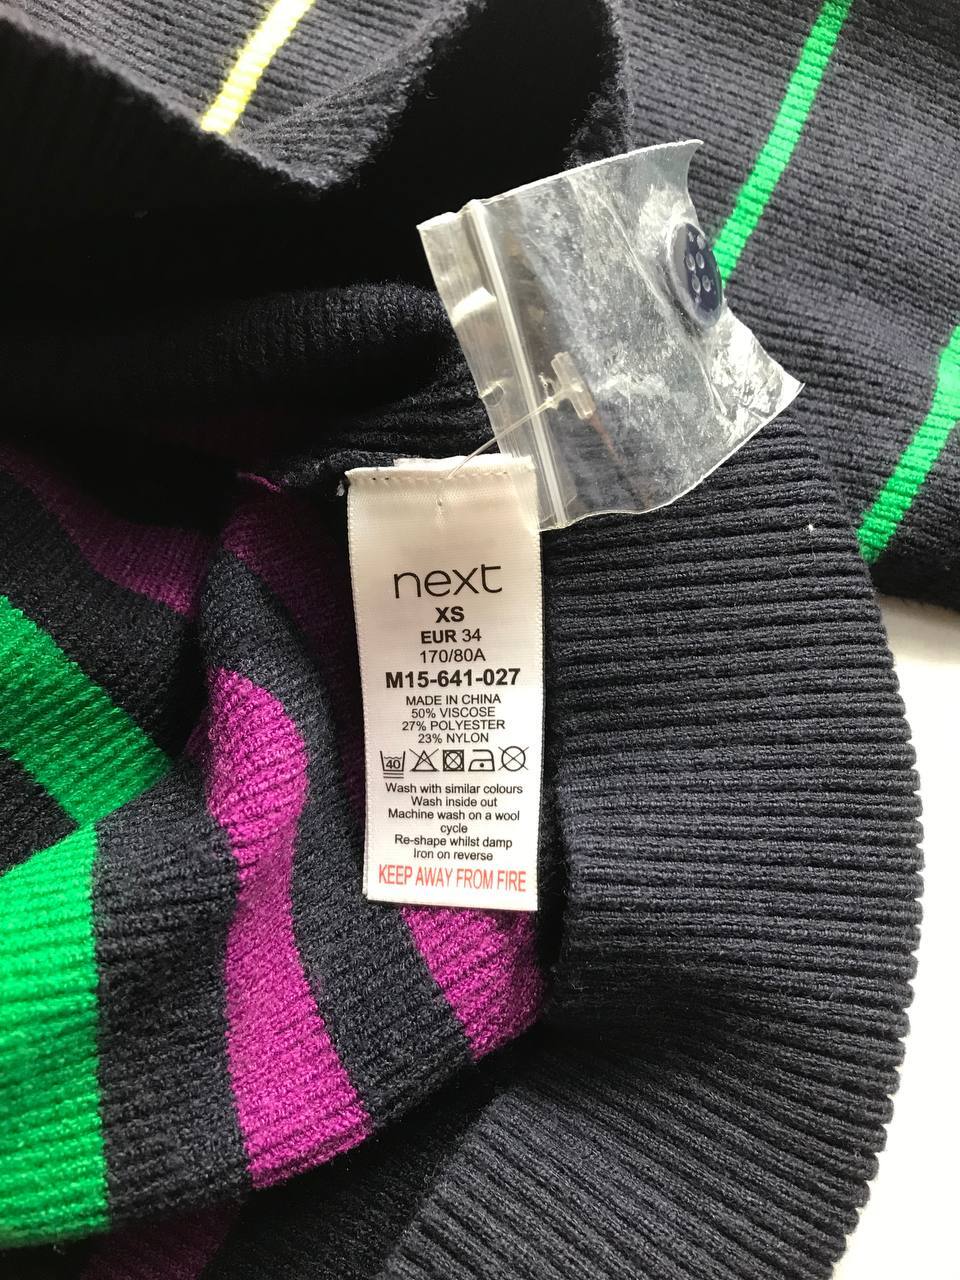 next
XS
EUR 34
170/80A
M15-641-027
MADE IN CHINA
50% VISCOSE
27% POLYESTER
23% NYLON
40
Wash with similar colours
Wash inside out
Machine wash on a wool
cycle
Re-shape whilst damp
Iron on reverse
KEEP AWAY FROM FIRE